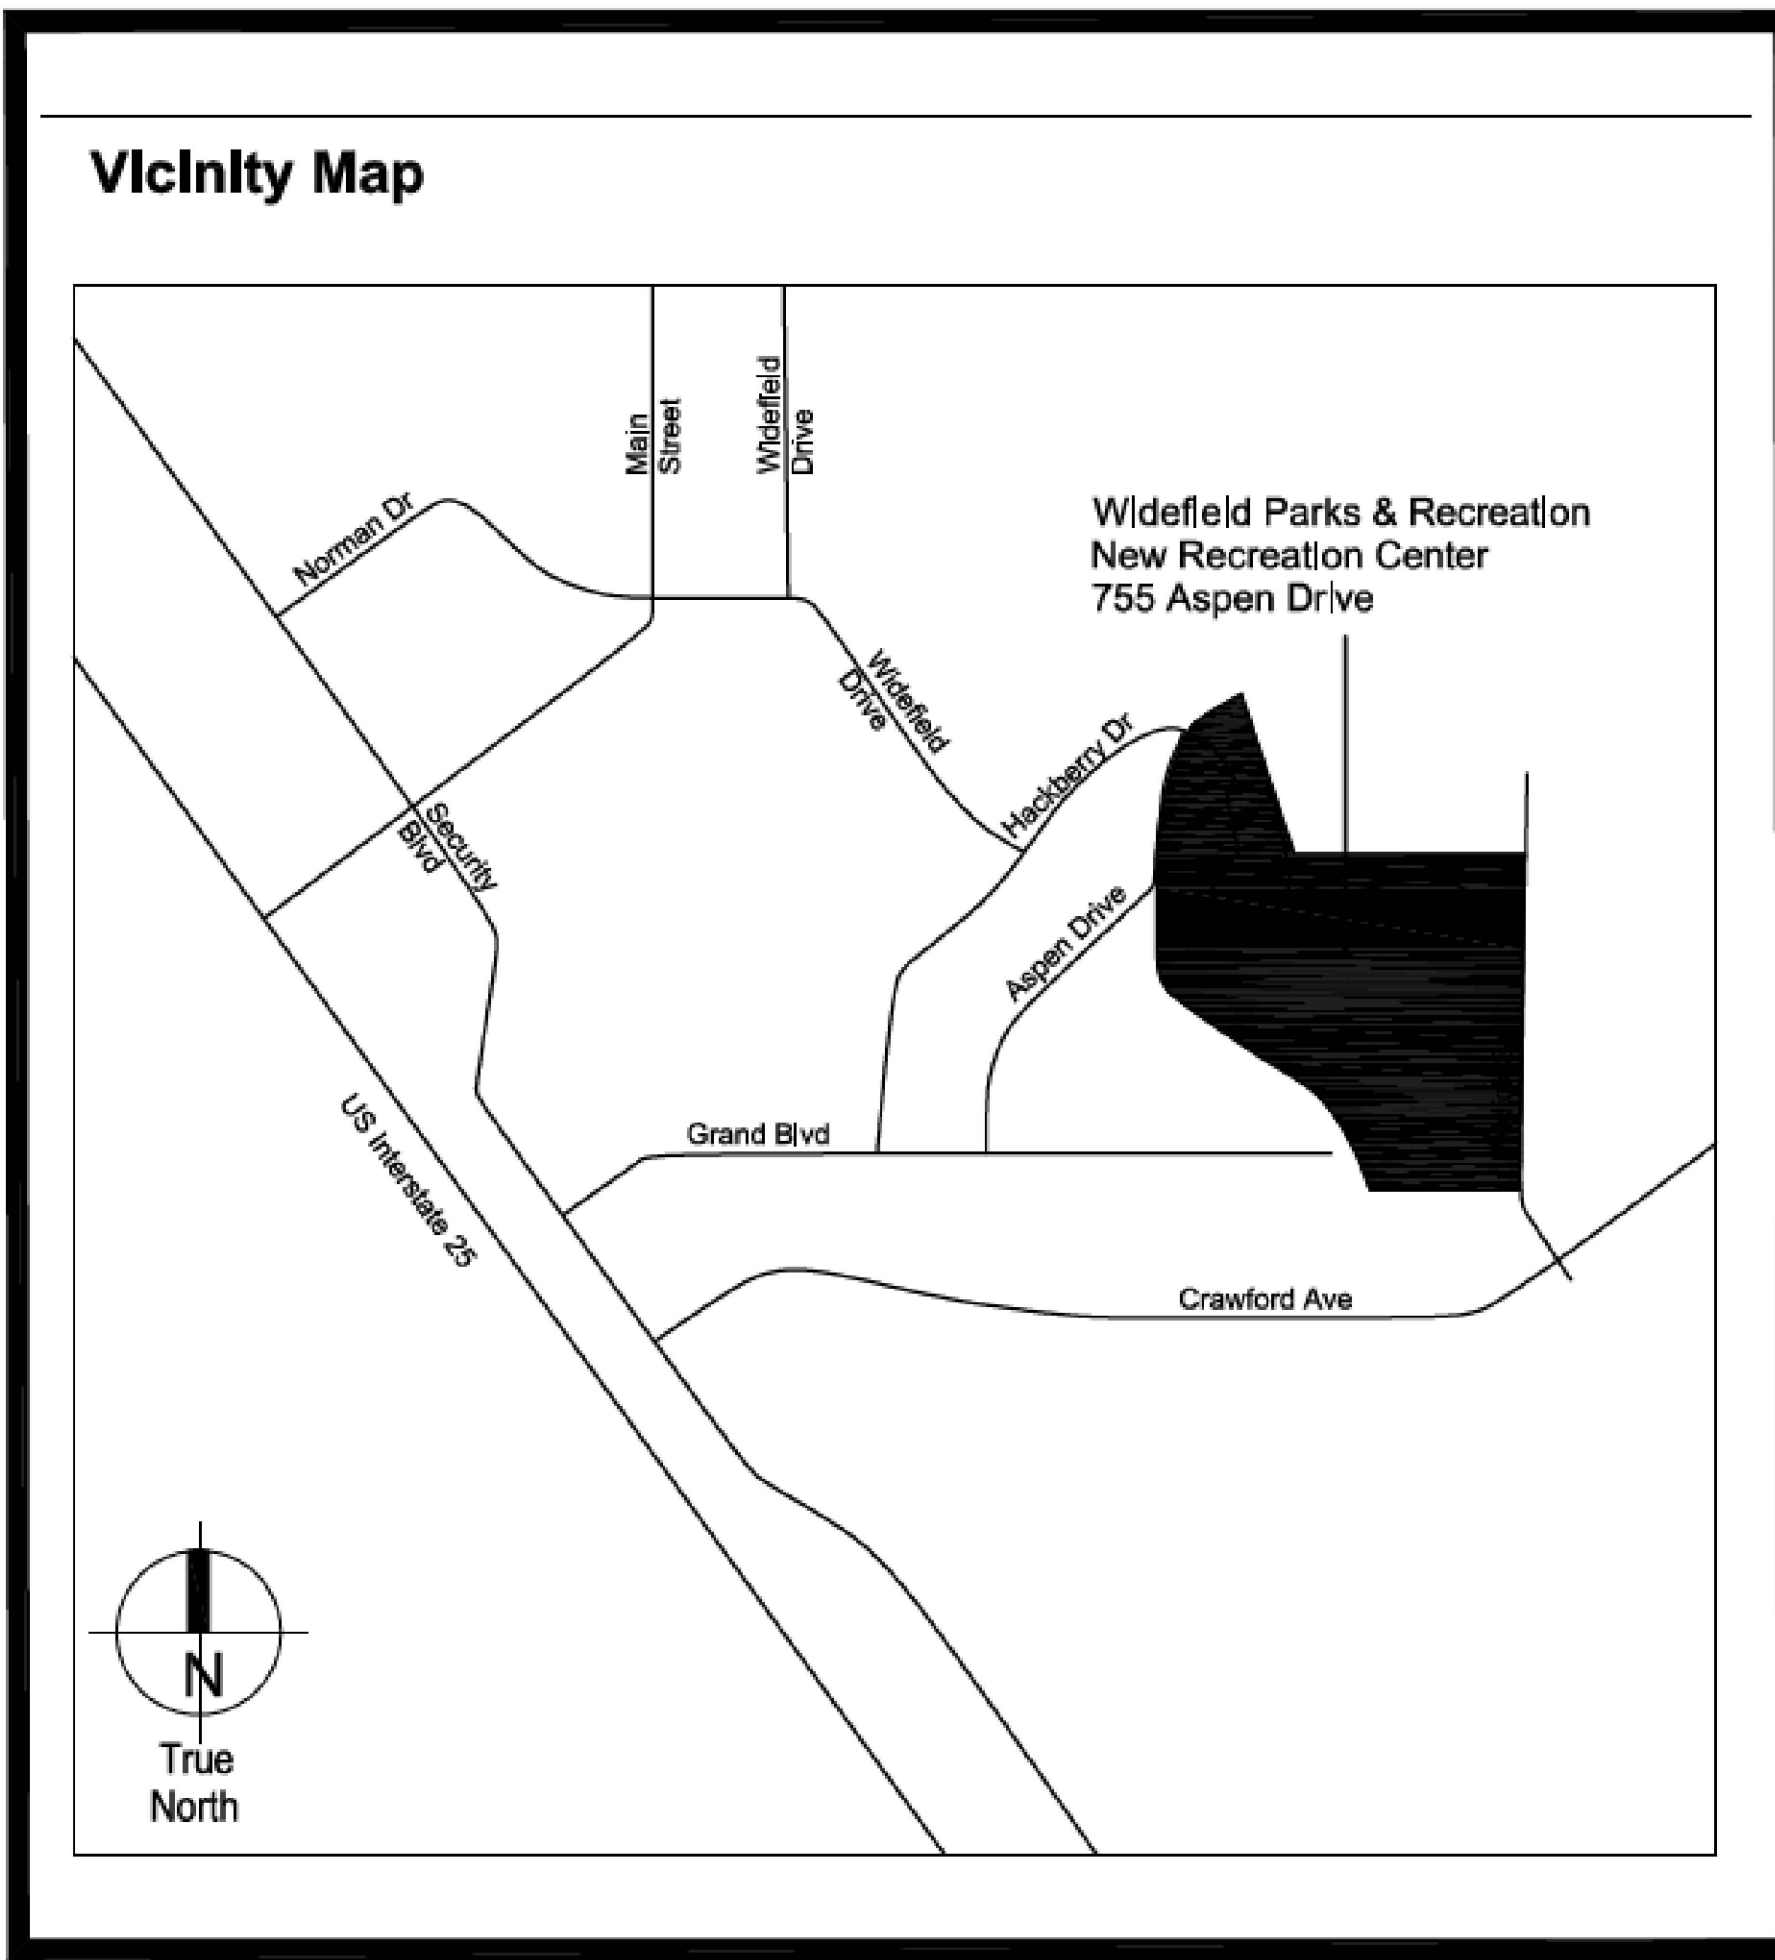 Vicinity Map
Main
Street
Widefield
Drive
Norman Dr
Widefield Parks & Recreation
New Recreation Center
755 Aspen Drive
Widefield
Drive
Hackberry Dr
Security
Blvd
Aspen Drive
US Interstate 25
Grand Blvd
Crawford Ave
N
True
North